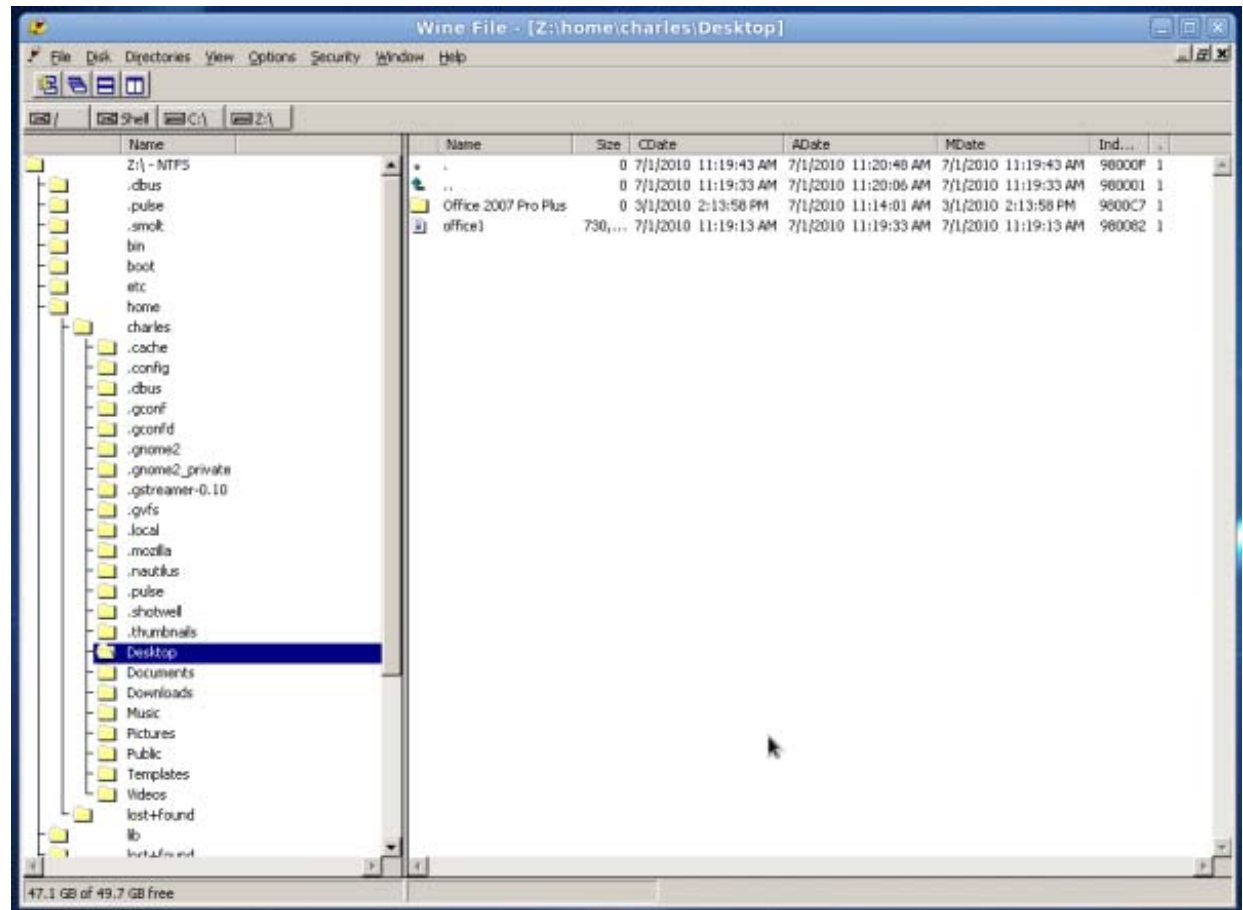 Wine File - [Z:\home\charles\Desktop]
File Disk Directories View Options Security Window Help
/ Shell C:\ Z:\
Name
Z:\ - NTFS
.dbus
.pulse
.smolt
bin
boot
etc
home
charles
.cache
.config
.dbus
.gconf
.gconfd
.gnome2
.gnome2_private
.gstreamer-0.10
.gvfs
.local
.mozilla
.nautilus
.pulse
.shotwell
.thumbnails
Desktop
Documents
Downloads
Music
Pictures
Public
Templates
Videos
lost+found
lib
lost+found
Name Size CDate ADate MDate Ind... .
. 0 7/1/2010 11:19:43 AM 7/1/2010 11:20:48 AM 7/1/2010 11:19:43 AM 98000F 1
.. 0 7/1/2010 11:19:33 AM 7/1/2010 11:20:06 AM 7/1/2010 11:19:33 AM 980001 1
Office 2007 Pro Plus 0 3/1/2010 2:13:58 PM 7/1/2010 11:14:01 AM 3/1/2010 2:13:58 PM 9800C7 1
office1 730,... 7/1/2010 11:19:13 AM 7/1/2010 11:19:33 AM 7/1/2010 11:19:13 AM 980082 1
47.1 GB of 49.7 GB free